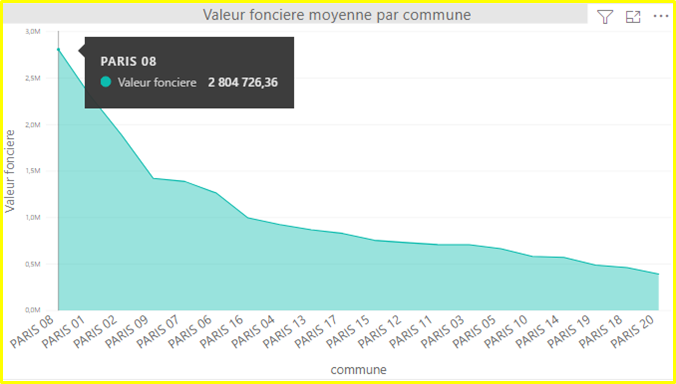 Valeur fonciere moyenne par commune
3,0M
PARIS 08
Valeur fonciere 2 804 726,36
2,5M
2,0M
1,5M
1,0M
0,5M
0,0M
Valeur fonciere
PARIS 08
PARIS 01
PARIS 02
PARIS 09
PARIS 07
PARIS 06
PARIS 16
PARIS 04
PARIS 13
PARIS 17
PARIS 15
PARIS 12
PARIS 11
PARIS 03
PARIS 05
PARIS 10
PARIS 14
PARIS 19
PARIS 18
PARIS 20
commune